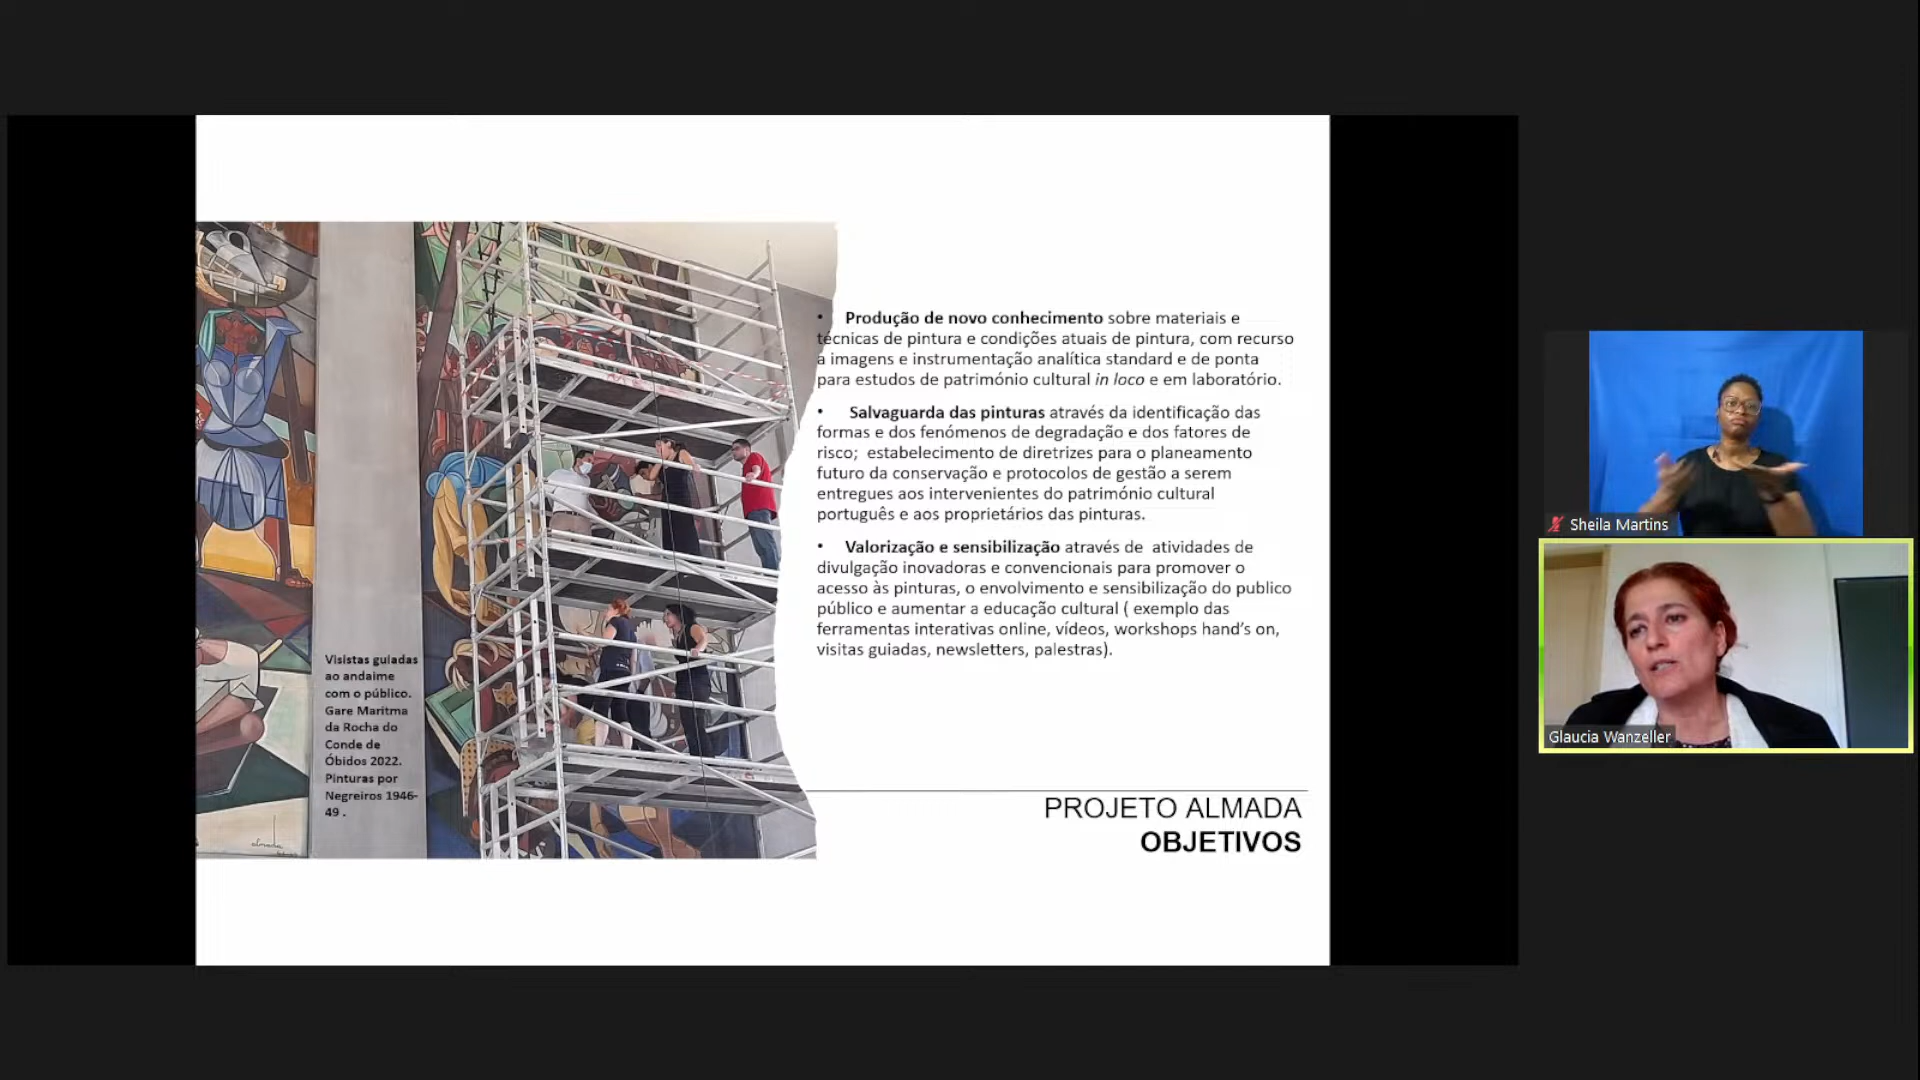 Visistas guiadas
ao andaime
com o público.
Gare Maritma
da Rocha do
Conde de
Óbidos 2022.
Pinturas por
Negreiros 1946-
49 .
almada
• Produção de novo conhecimento sobre materiais e
técnicas de pintura e condições atuais de pintura, com recurso
a imagens e instrumentação analítica standard e de ponta
para estudos de património cultural in loco e em laboratório.
• Salvaguarda das pinturas através da identificação das
formas e dos fenómenos de degradação e dos fatores de
risco; estabelecimento de diretrizes para o planeamento
futuro da conservação e protocolos de gestão a serem
entregues aos intervenientes do património cultural
português e aos proprietários das pinturas.
• Valorização e sensibilização através de atividades de
divulgação inovadoras e convencionais para promover o
acesso às pinturas, o envolvimento e sensibilização do publico
público e aumentar a educação cultural ( exemplo das
ferramentas interativas online, vídeos, workshops hand’s on,
visitas guiadas, newsletters, palestras).
PROJETO ALMADA
OBJETIVOS
Sheila Martins
Glaucia Wanzeller